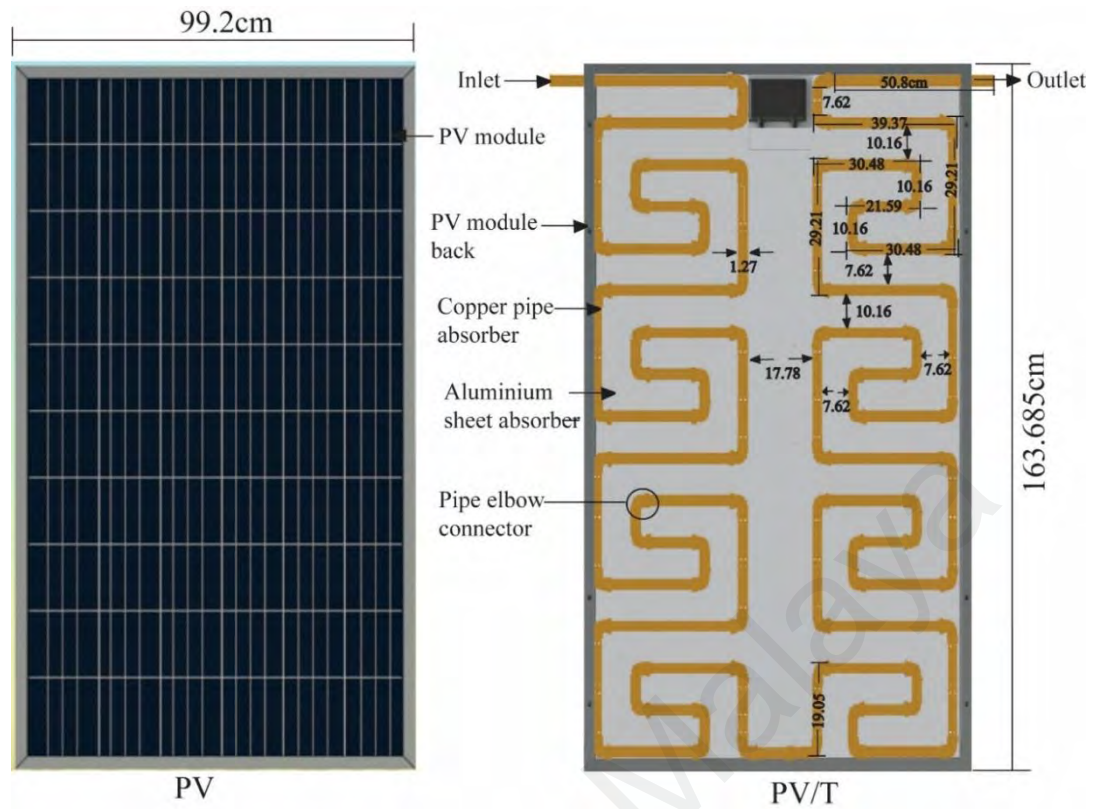 99.2cm
PV module
PV
Inlet
PV module
back
Copper pipe
absorber
Aluminium
sheet absorber
Pipe elbow
connector
Outlet
50.8cm
7.62
39.37
10.16
30.48
10.16
29.21
21.59
29.21
10.16
30.48
1.27
7.62
10.16
17.78
7.62
7.62
163.685cm
19.05
PV/T
Malaya